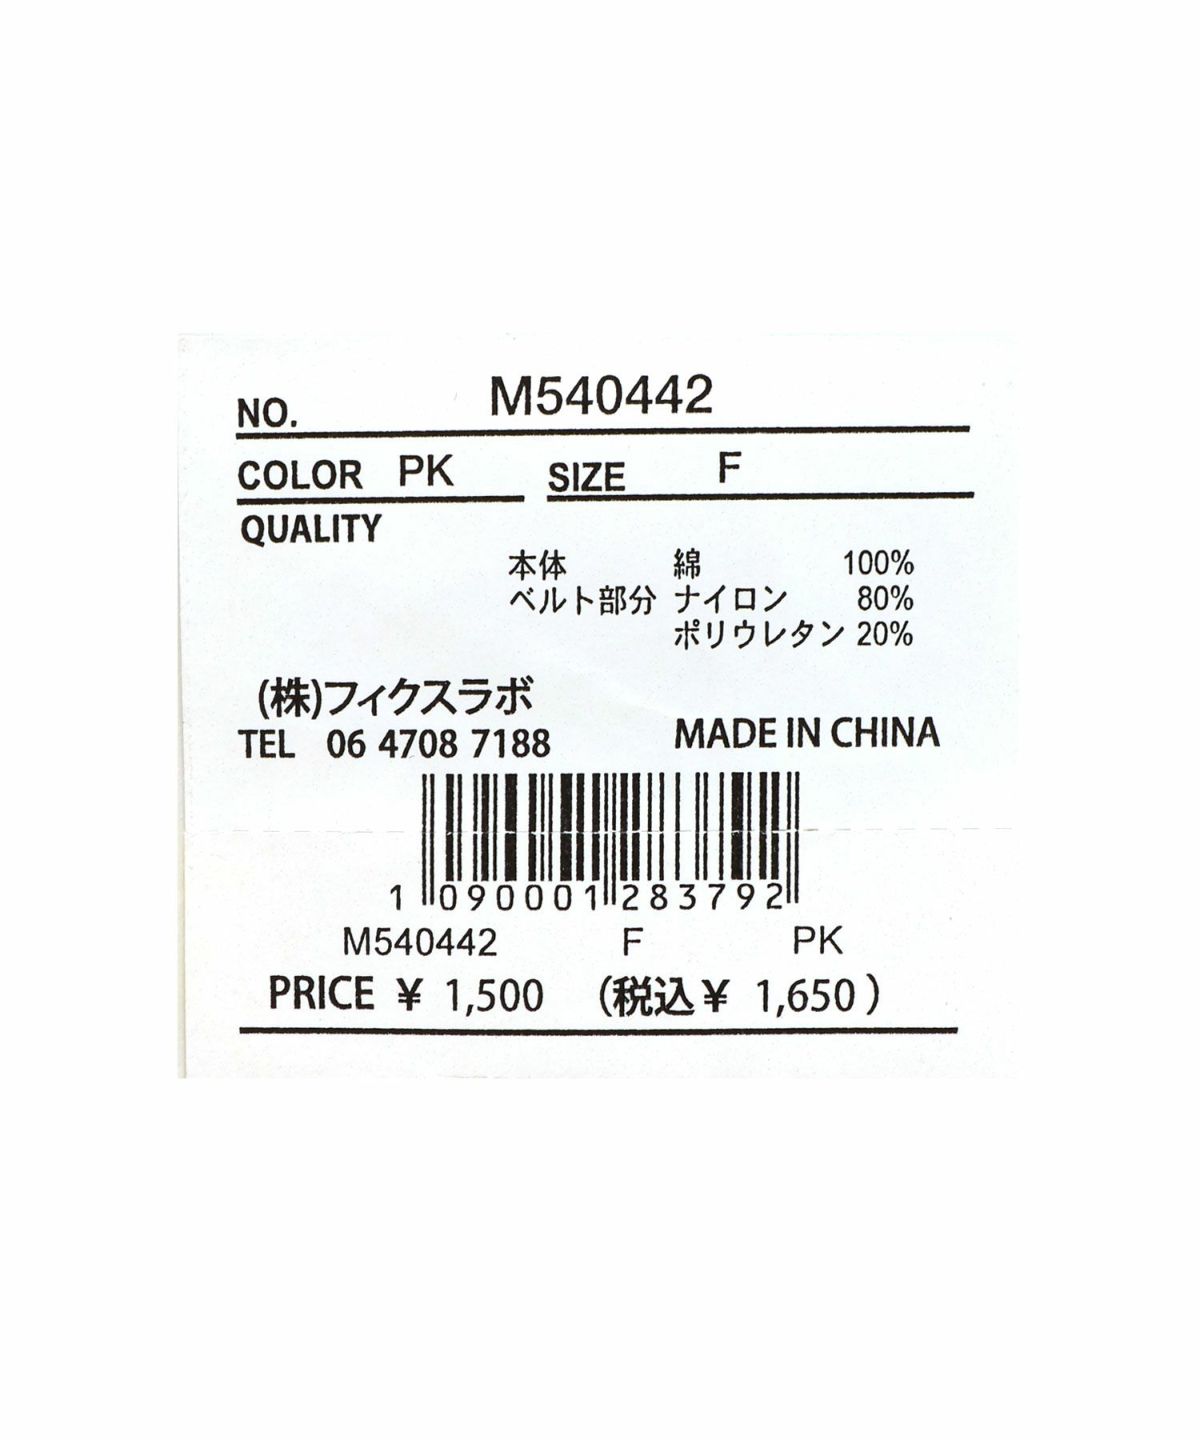 NO. M540442
COLOR PK SIZE F
QUALITY
本体 綿 100%
ベルト部分 ナイロン 80%
ポリウレタン 20%
(株)フィクスラボ
TEL 06 4708 7188 MADE IN CHINA
1 090001 283792
M540442 F PK
PRICE ¥ 1,500 (税込¥ 1,650)